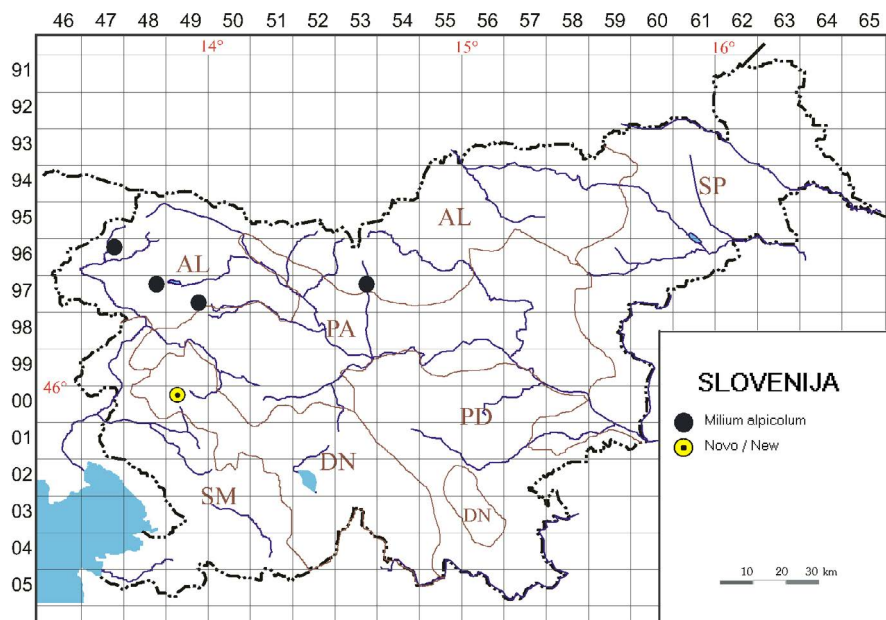 46 47 48 49 50 51 52 53 54 55 56 57 58 59 60 61 62 63 64 65
14° 15° 16°
91
92
93
94
SP
95
AL
96
AL
97
98
PA
99
46°
00
SLOVENIJA
PD
Milium alpicolum
01
Novo / New
02
DN
SM
03
DN
04
05
10 20 30 km